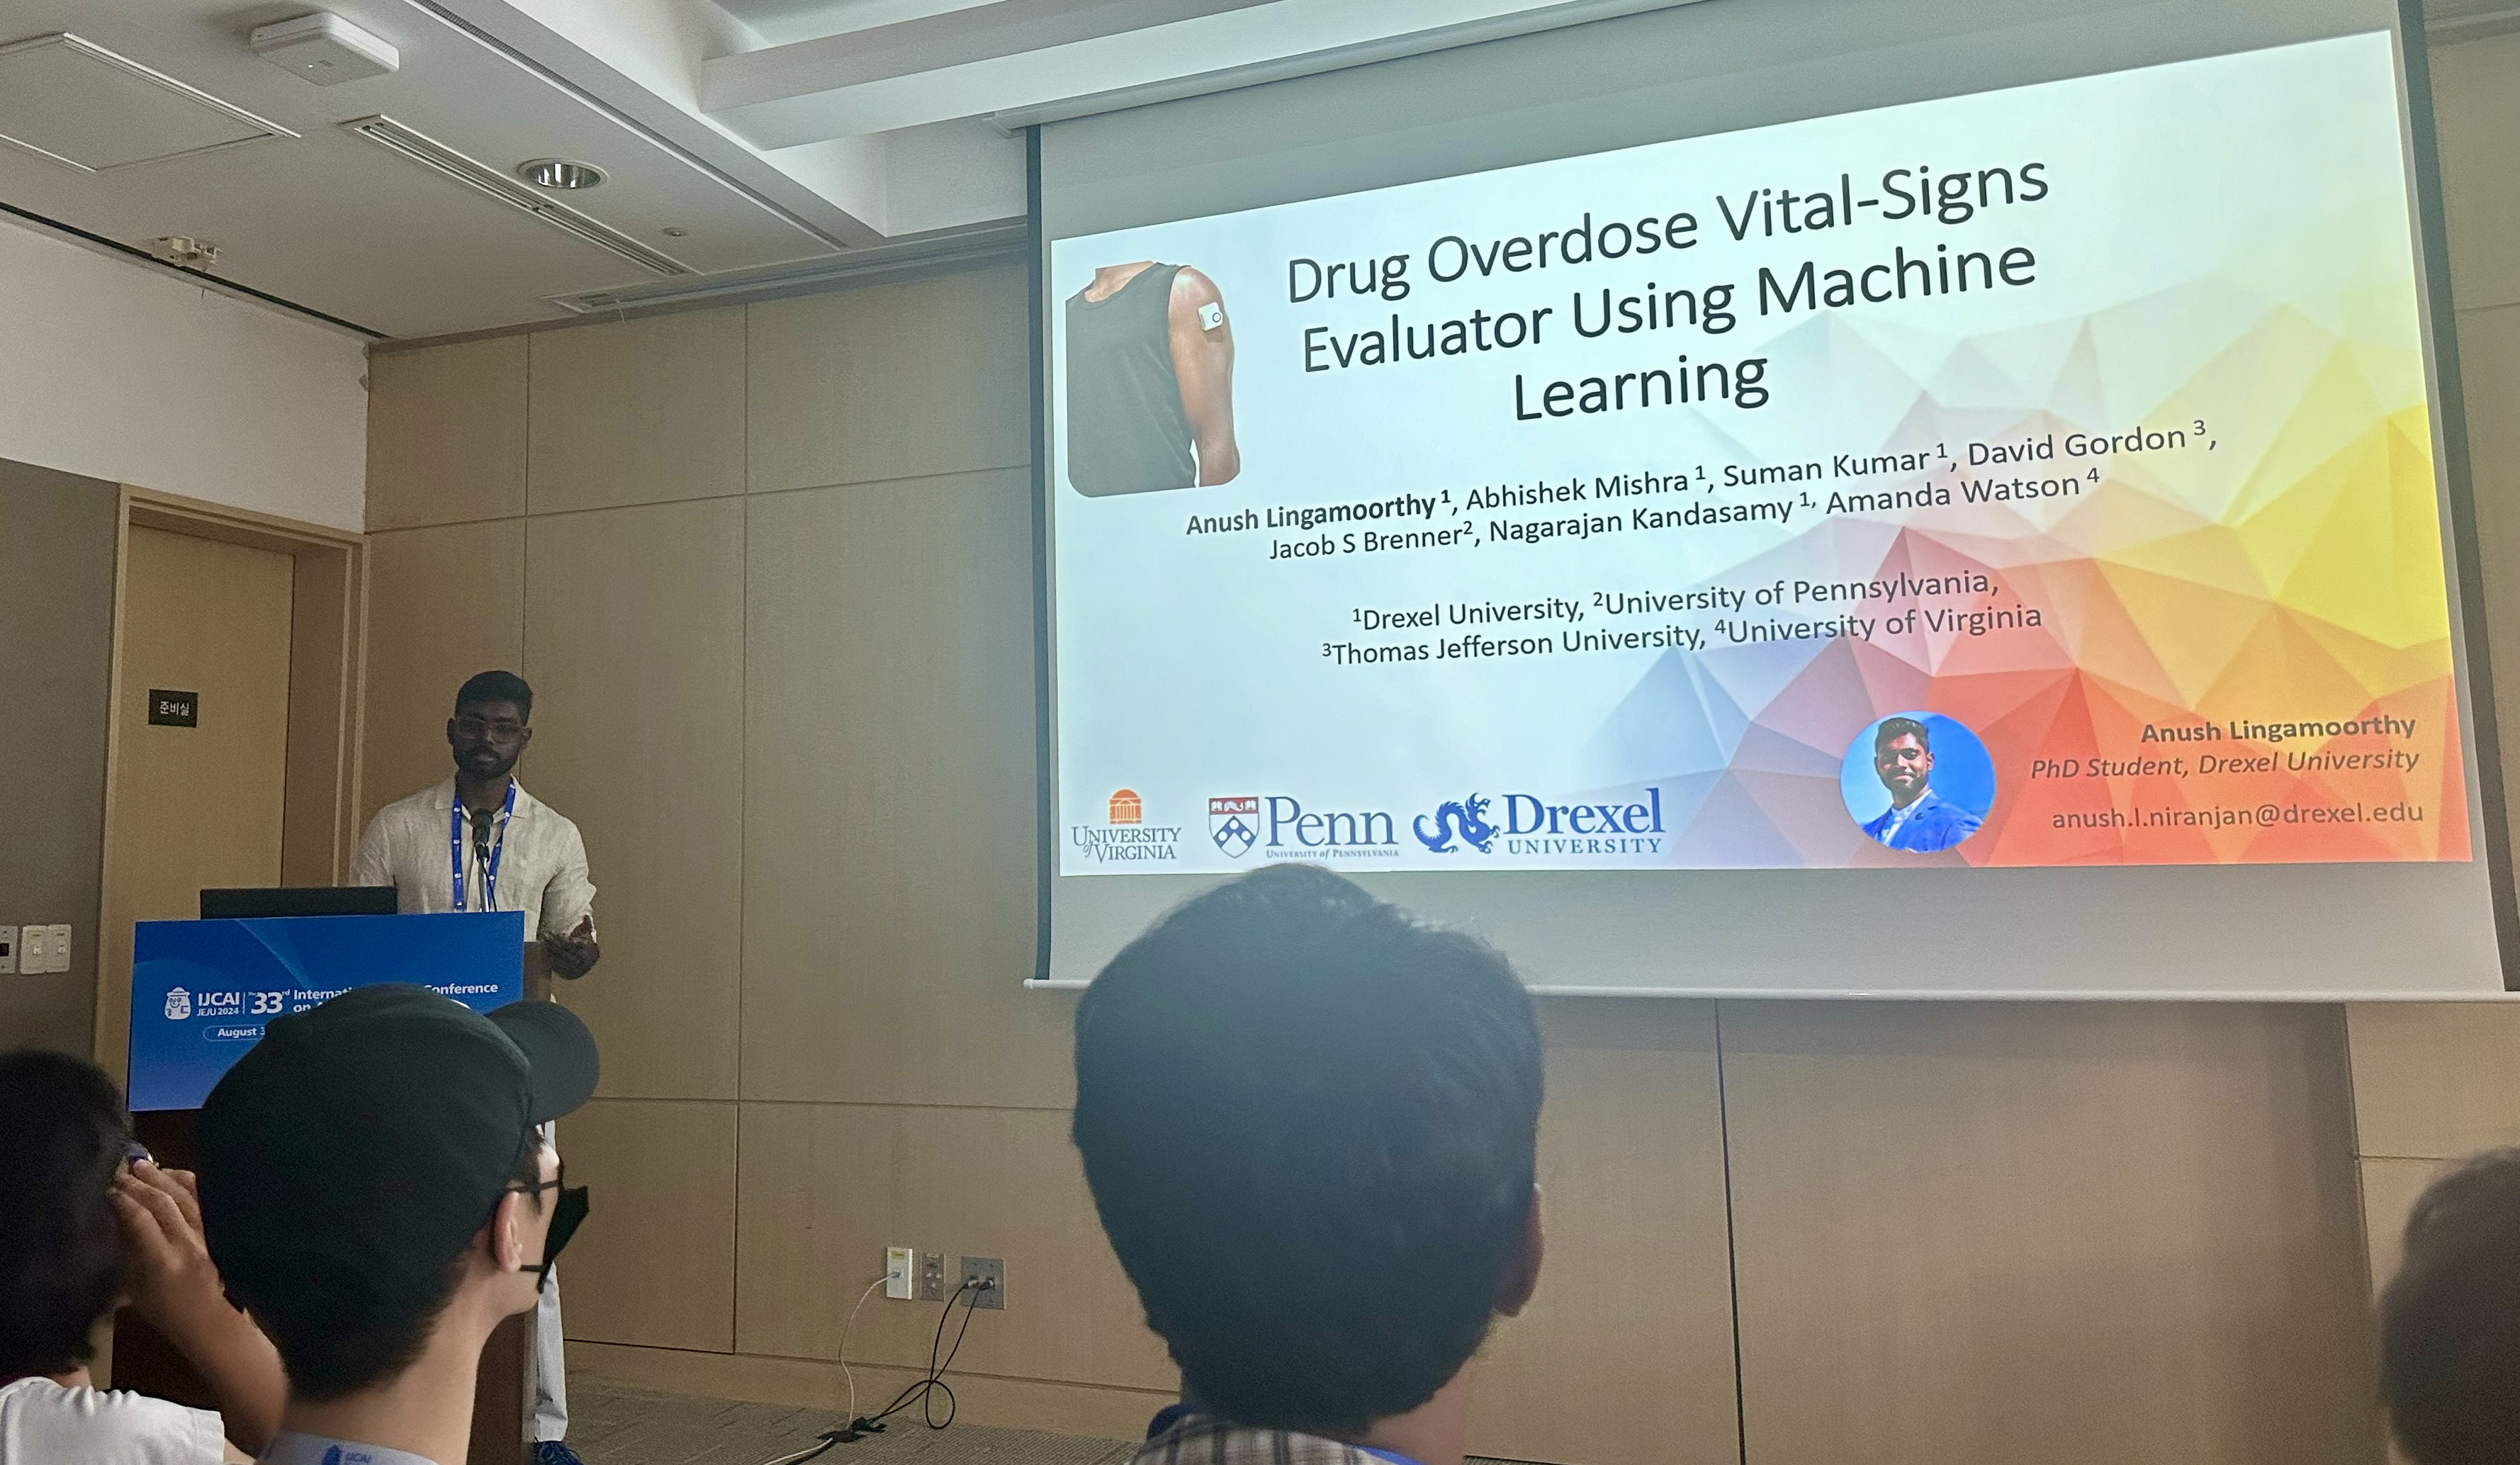 Drug Overdose Vital-Signs
Evaluator Using Machine
Learning
Anush Lingamoorthy ¹, Abhishek Mishra ¹, Suman Kumar ¹, David Gordon ³,
Jacob S Brenner², Nagarajan Kandasamy ¹, Amanda Watson ⁴
¹Drexel University, ²University of Pennsylvania,
³Thomas Jefferson University, ⁴University of Virginia
Anush Lingamoorthy
PhD Student, Drexel University
anush.l.niranjan@drexel.edu
UNIVERSITY
of VIRGINIA
Penn
UNIVERSITY of PENNSYLVANIA
Drexel
UNIVERSITY
준비실
IJCAI
JEJU 2024
33rd
on
August
IJCAI